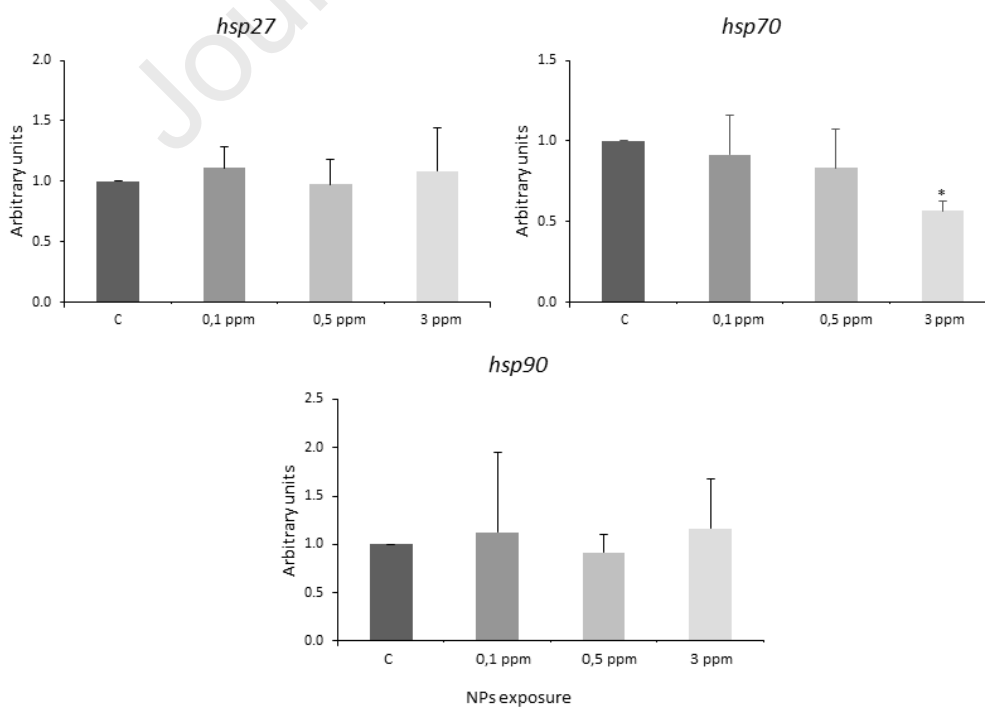 Jour
hsp27
2.0
1.5
1.0
0.5
0.0
Arbitrary units
C 0,1 ppm 0,5 ppm 3 ppm
hsp70
1.5
1.0
0.5
0.0
Arbitrary units
*
C 0,1 ppm 0,5 ppm 3 ppm
hsp90
2.5
2.0
1.5
1.0
0.5
0.0
Arbitrary units
C 0,1 ppm 0,5 ppm 3 ppm
NPs exposure